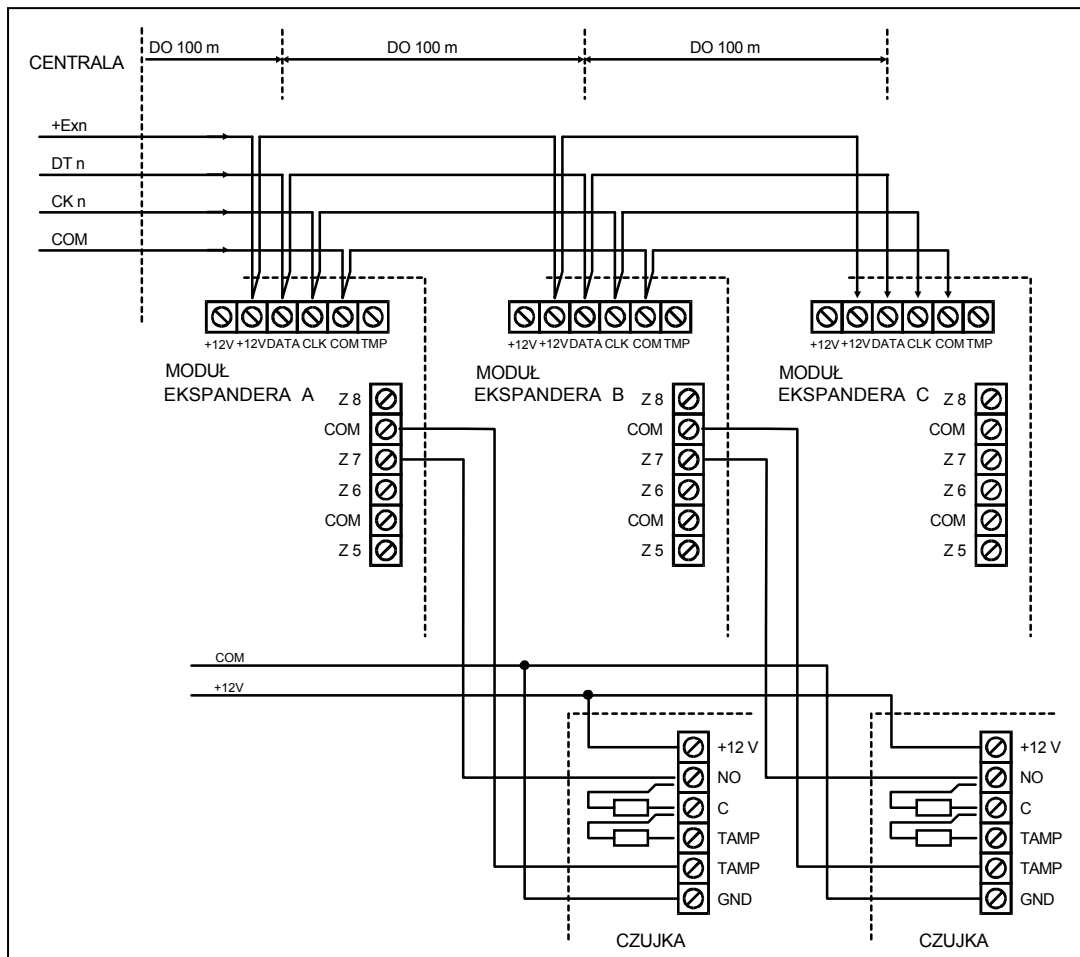 CENTRALA
DO 100 m
DO 100 m
DO 100 m
+Exn
DT n
CK n
COM
+12V +12V DATA CLK COM TMP
+12V +12V DATA CLK COM TMP
+12V +12V DATA CLK COM TMP
MODUŁ
EKSPANDERA A
Z 8
COM
Z 7
Z 6
COM
Z 5
MODUŁ
EKSPANDERA B
Z 8
COM
Z 7
Z 6
COM
Z 5
MODUŁ
EKSPANDERA C
Z 8
COM
Z 7
Z 6
COM
Z 5
COM
+12V
+12 V
NO
C
TAMP
TAMP
GND
CZUJKA
+12 V
NO
C
TAMP
TAMP
GND
CZUJKA